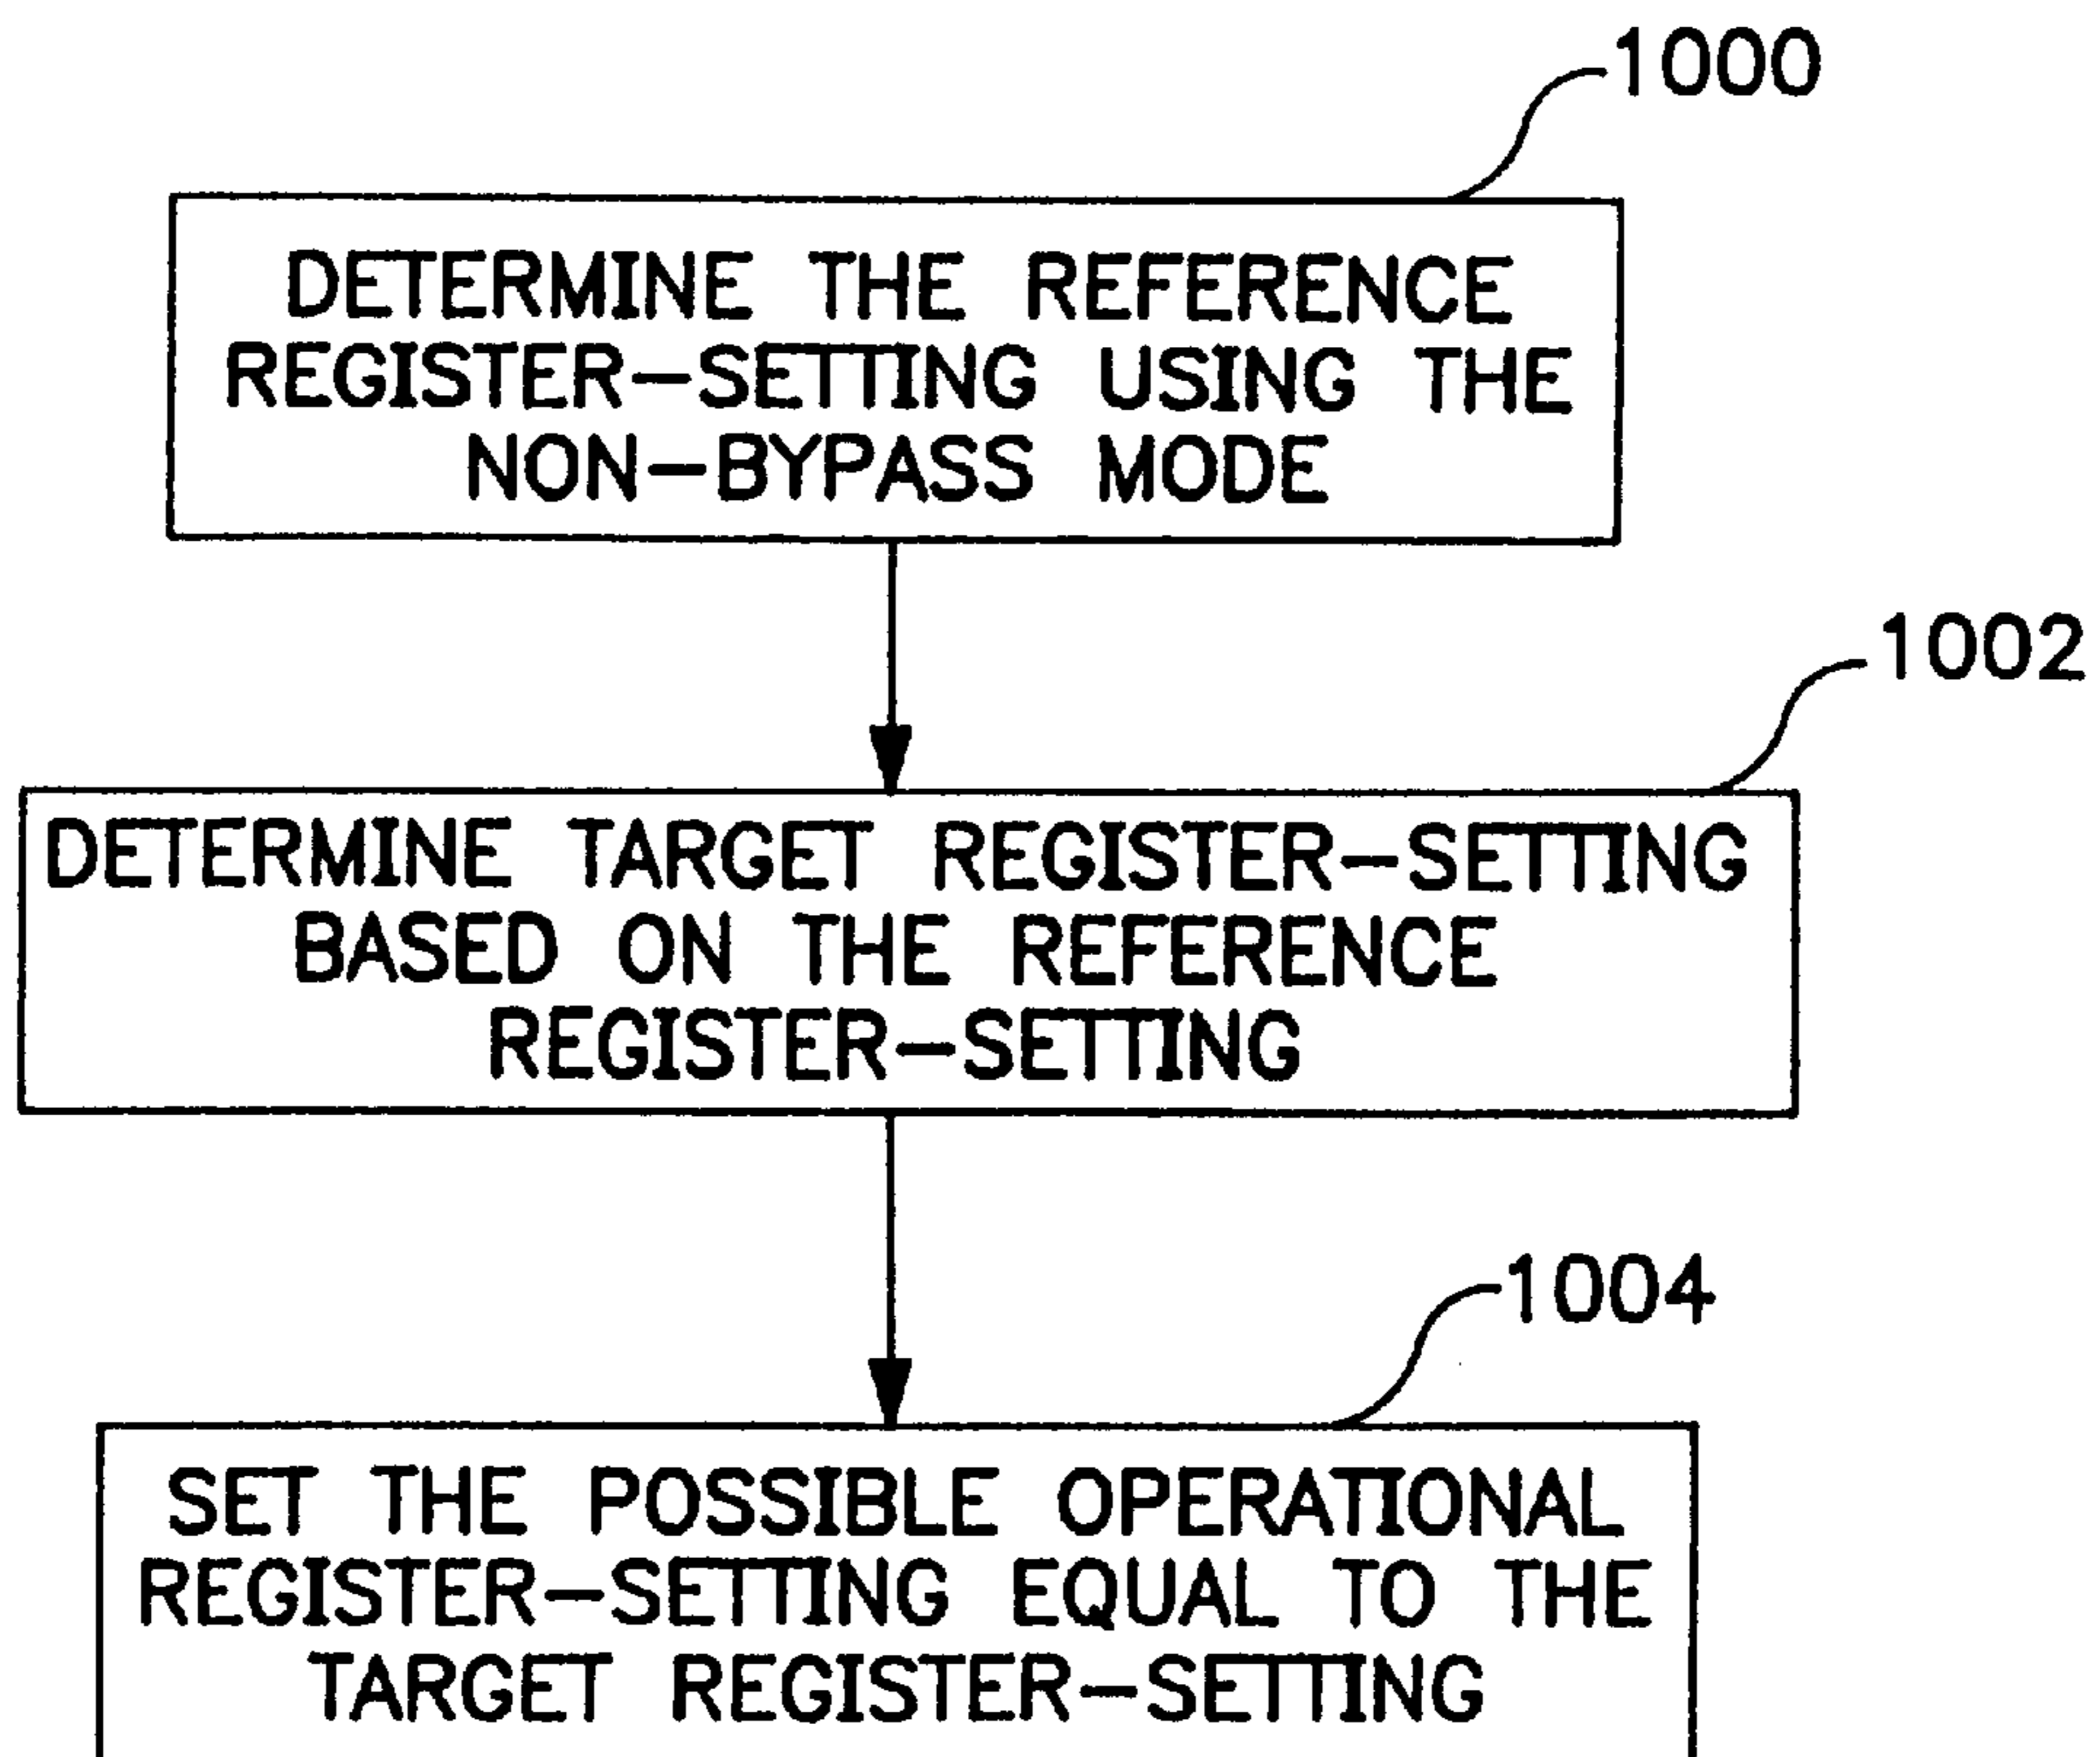 1000
DETERMINE THE REFERENCE
REGISTER-SETTING USING THE
NON-BYPASS MODE
1002
DETERMINE TARGET REGISTER-SETTING
BASED ON THE REFERENCE
REGISTER-SETTING
1004
SET THE POSSIBLE OPERATIONAL
REGISTER-SETTING EQUAL TO THE
TARGET REGISTER-SETTING